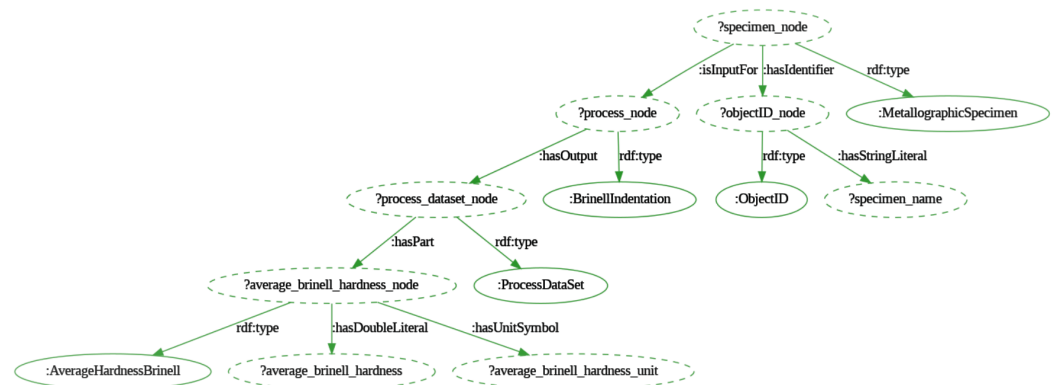 ?specimen_node
:isInputFor
:hasIdentifier
rdf:type
?process_node
?objectID_node
:MetallographicSpecimen
:hasOutput
rdf:type
rdf:type
:hasStringLiteral
?process_dataset_node
:BrinellIndentation
:ObjectID
?specimen_name
:hasPart
rdf:type
?average_brinell_hardness_node
:ProcessDataSet
rdf:type
:hasDoubleLiteral
:hasUnitSymbol
:AverageHardnessBrinell
?average_brinell_hardness
?average_brinell_hardness_unit